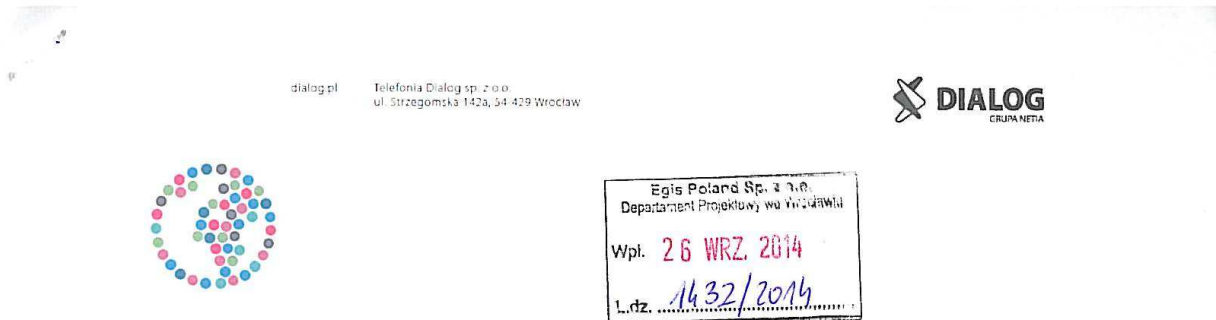 dialog.pl
Telefonia Dialog sp. z o.o.
ul. Strzegomska 142a, 54-429 Wrocław
DIALOG
GRUPA NETIA
Egis Poland Sp. z o.o.
Departament Projektowy we Wrocławiu
Wpł. 26 WRZ. 2014
L.dz. 1432/2014